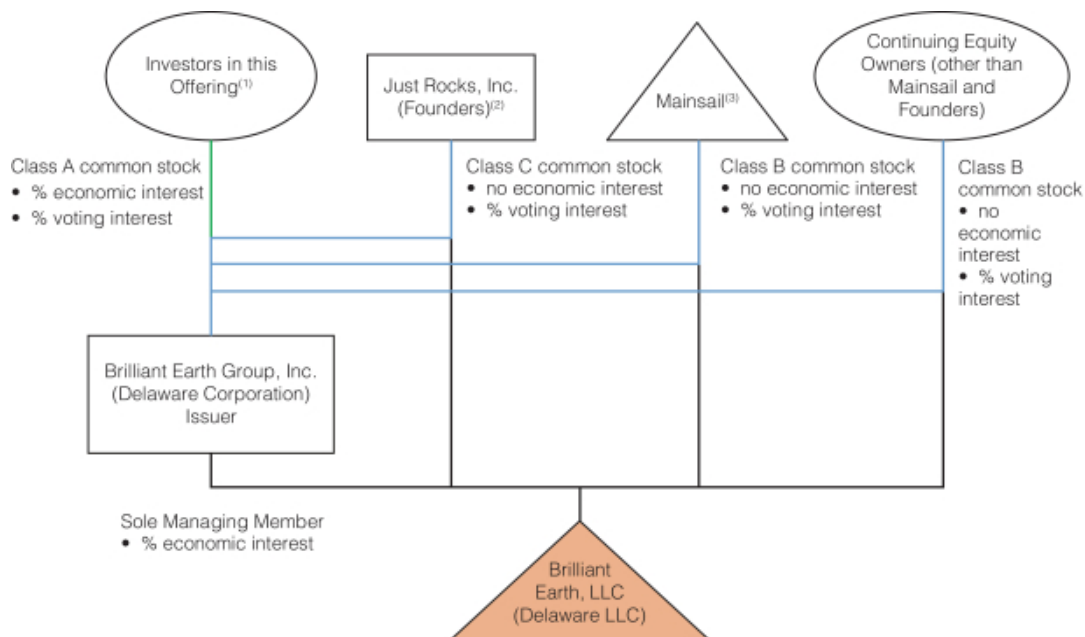 Investors in this
Offering(1)
Just Rocks, Inc.
(Founders)(2)
Mainsail(3)
Continuing Equity
Owners (other than
Mainsail and
Founders)
Class A common stock
• % economic interest
• % voting interest
Class C common stock
• no economic interest
• % voting interest
Class B common stock
• no economic interest
• % voting interest
Class B
common stock
• no
economic
interest
• % voting
interest
Brilliant Earth Group, Inc.
(Delaware Corporation)
Issuer
Sole Managing Member
• % economic interest
Brilliant
Earth, LLC
(Delaware LLC)